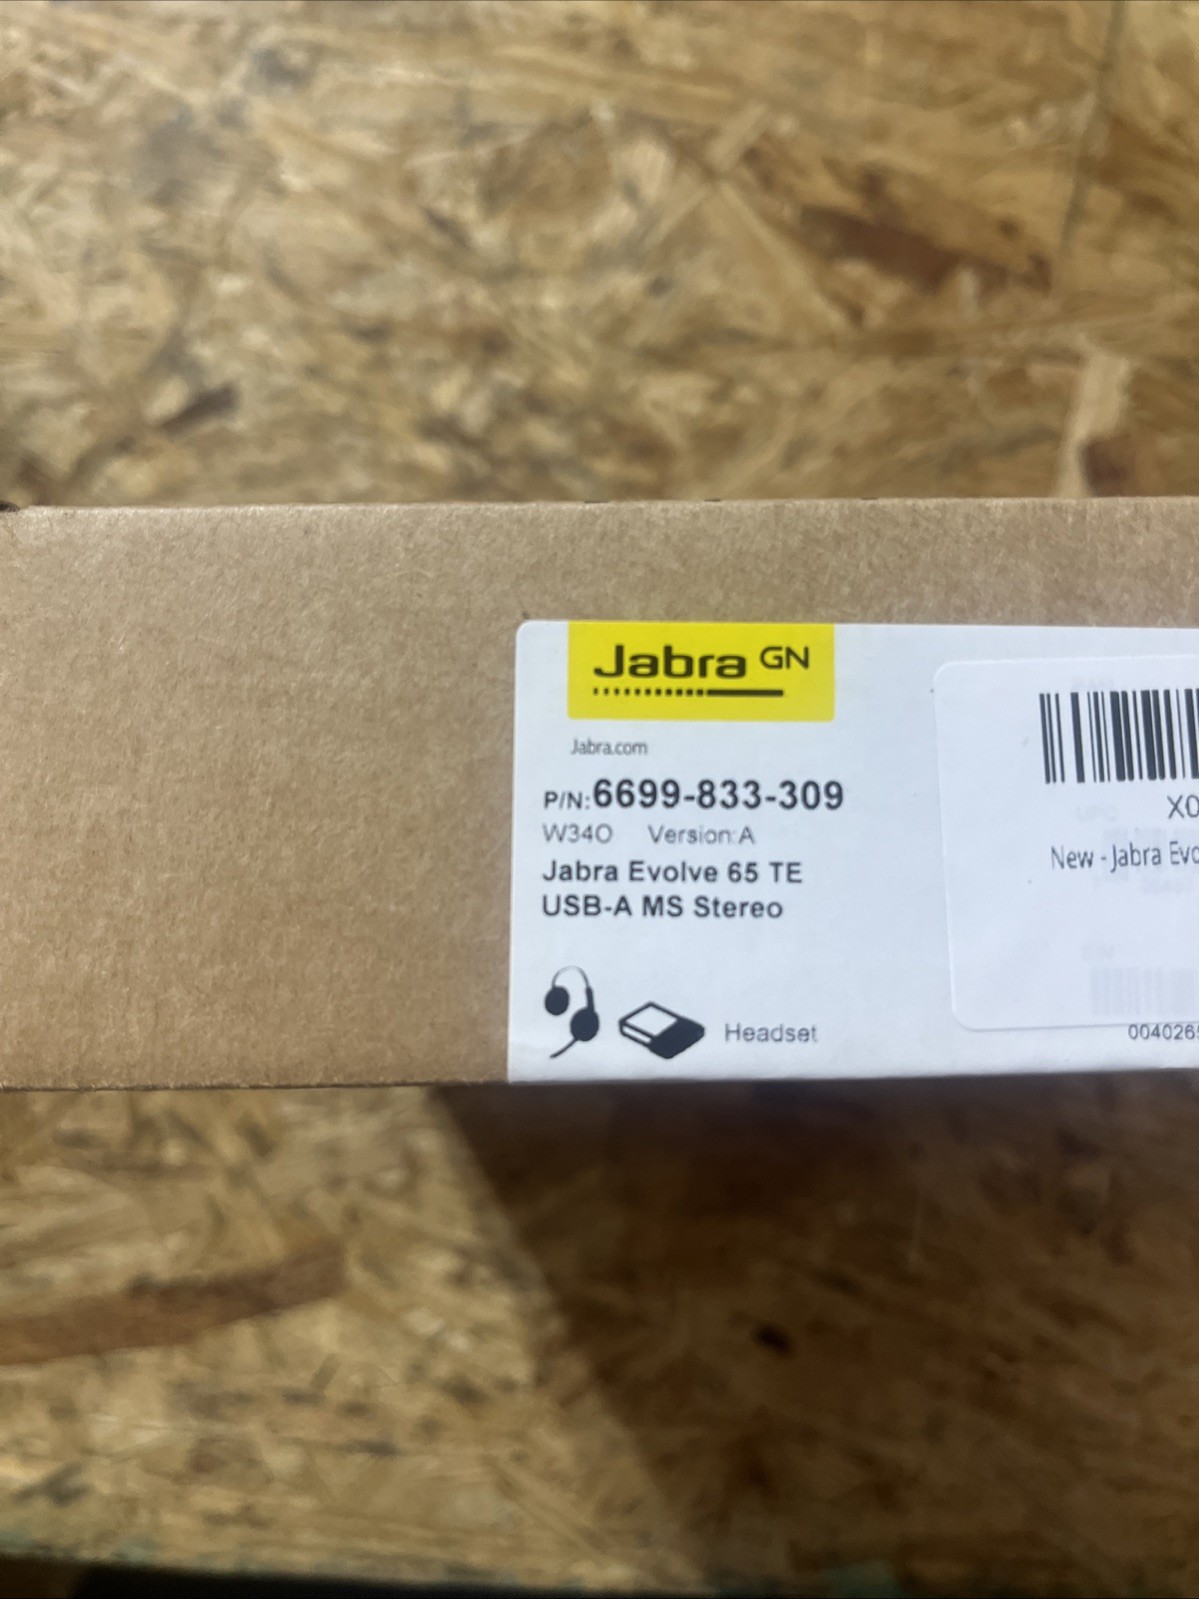 Jabra GN
Jabra.com
P/N:6699-833-309
W34O Version:A
Jabra Evolve 65 TE
USB-A MS Stereo
Headset
X0
New - Jabra Evo
004026